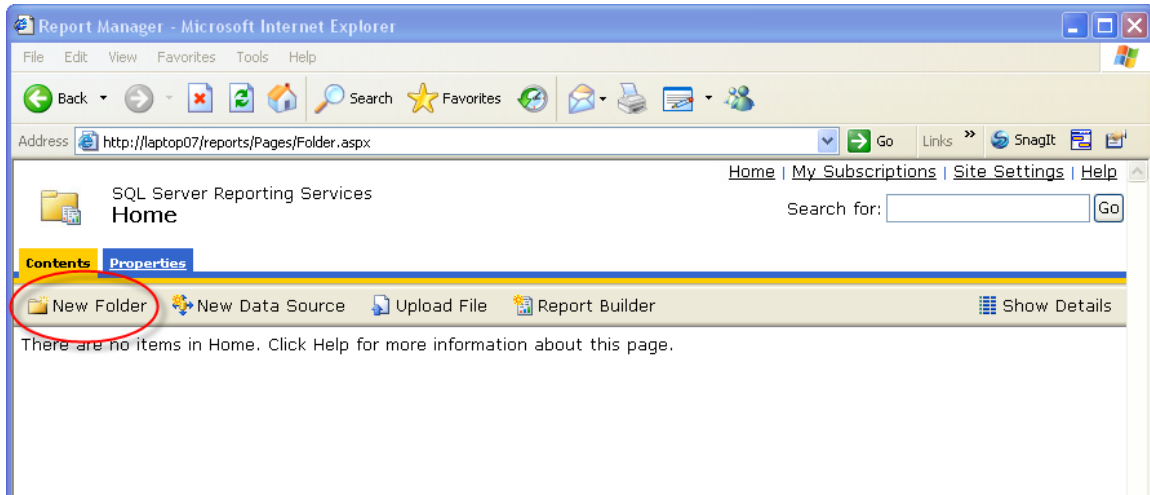 Report Manager - Microsoft Internet Explorer
File Edit View Favorites Tools Help
Back Search Favorites
Address http://laptop07/reports/Pages/Folder.aspx Go Links » SnagIt
Home | My Subscriptions | Site Settings | Help
SQL Server Reporting Services
Home
Search for: Go
Contents Properties
New Folder New Data Source Upload File Report Builder Show Details
There are no items in Home. Click Help for more information about this page.